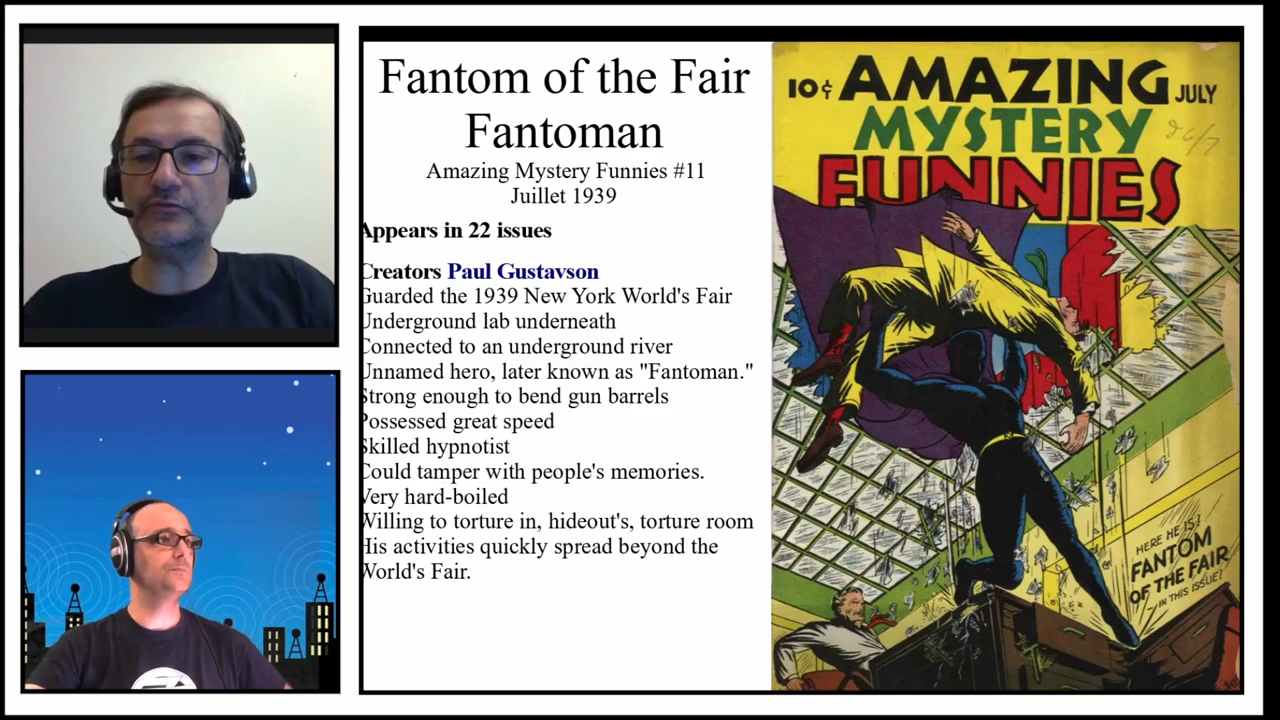 Fantom of the Fair
Fantoman
Amazing Mystery Funnies #11
Juillet 1939
Appears in 22 issues
Creators Paul Gustavson
Guarded the 1939 New York World's Fair
Underground lab underneath
Connected to an underground river
Unnamed hero, later known as "Fantoman."
Strong enough to bend gun barrels
Possessed great speed
Skilled hypnotist
Could tamper with people's memories.
Very hard-boiled
Willing to torture in, hideout's, torture room
His activities quickly spread beyond the
World's Fair.
10¢ AMAZING JULY
MYSTERY
FUNNIES
HERE HE IS!
FANTOM
OF THE FAIR
IN THIS ISSUE!